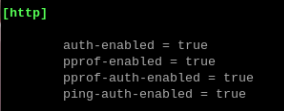 [http]
auth-enabled = true
pprof-enabled = true
pprof-auth-enabled = true
ping-auth-enabled = true